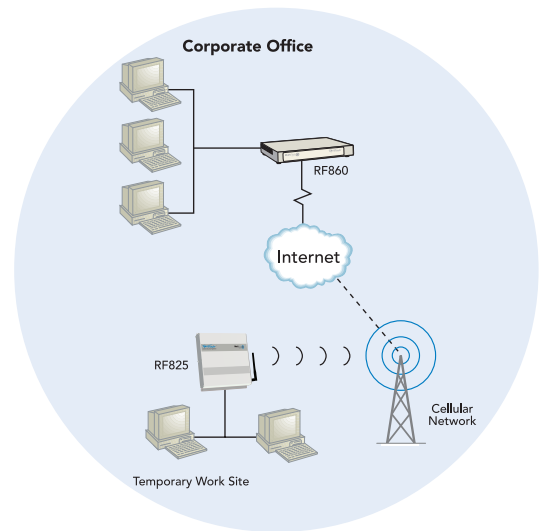 Corporate Office
RF860
Internet
RF825
Cellular
Network
Temporary Work Site